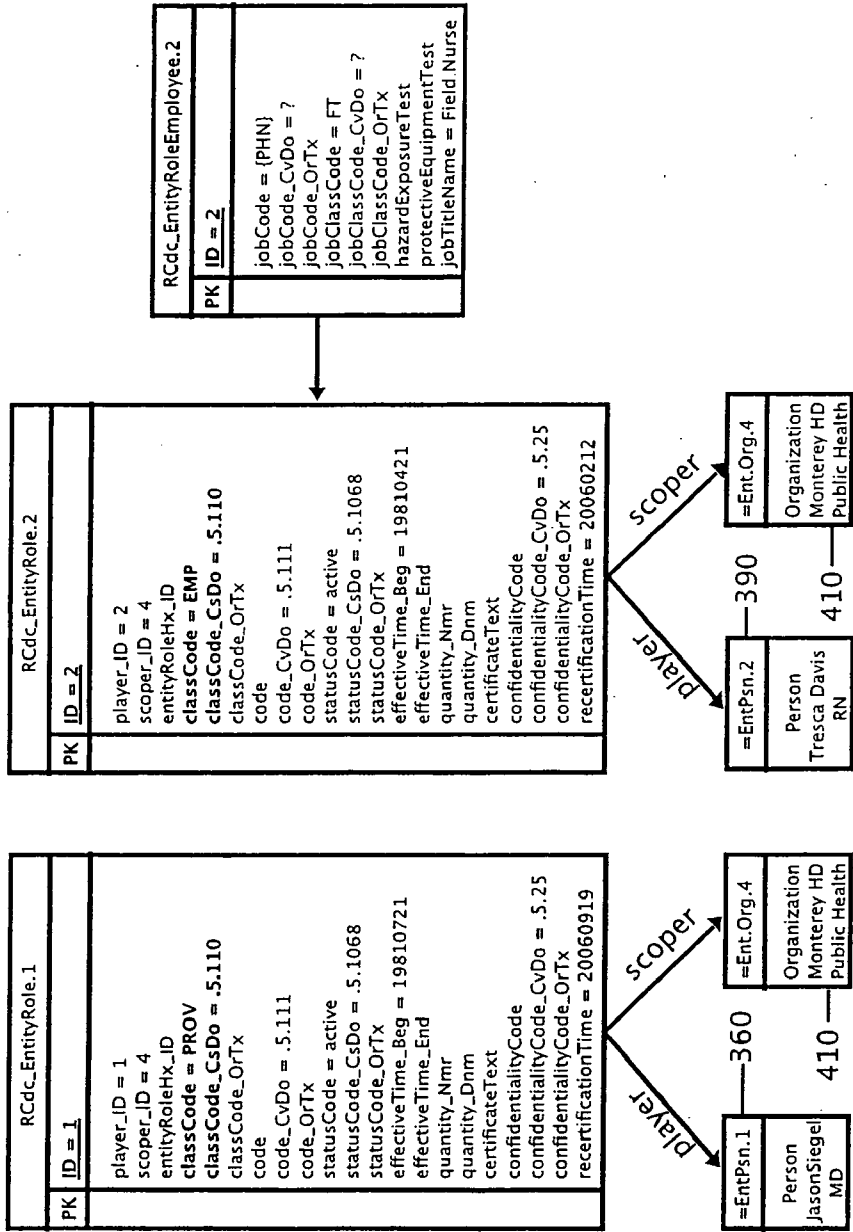 RCdc_EntityRole.1
PK
ID = 1
player_ID = 1
scoper_ID = 4
entityRoleHx_ID
classCode = PROV
classCode_CsDo = .5.110
classCode_OrTx
code
code_CvDo = .5.111
code_OrTx
statusCode = active
statusCode_CsDo = .5.1068
statusCode_OrTx
effectiveTime_Beg = 19810721
effectiveTime_End
quantity_Nmr
quantity_Dnm
certificateText
confidentialityCode
confidentialityCode_CvDo = .5.25
confidentialityCode_OrTx
recertificationTime = 20060919
player
scoper
=EntPsn.1
360
Person
JasonSiegel
MD
=Ent.Org.4
Organization
Monterey HD
Public Health
410
RCdc_EntityRole.2
PK
ID = 2
player_ID = 2
scoper_ID = 4
entityRoleHx_ID
classCode = EMP
classCode_CsDo = .5.110
classCode_OrTx
code
code_CvDo = .5.111
code_OrTx
statusCode = active
statusCode_CsDo = .5.1068
statusCode_OrTx
effectiveTime_Beg = 19810421
effectiveTime_End
quantity_Nmr
quantity_Dnm
certificateText
confidentialityCode
confidentialityCode_CvDo = .5.25
confidentialityCode_OrTx
recertificationTime = 20060212
player
scoper
=EntPsn.2
390
Person
Tresca Davis
RN
=Ent.Org.4
Organization
Monterey HD
Public Health
410
RCdc_EntityRoleEmployee.2
PK
ID = 2
jobCode = {PHN}
jobCode_CvDo = ?
jobCode_OrTx
jobClassCode = FT
jobClassCode_CvDo = ?
jobClassCode_OrTx
hazardExposureTest
protectiveEquipmentTest
jobTitleName = Field.Nurse